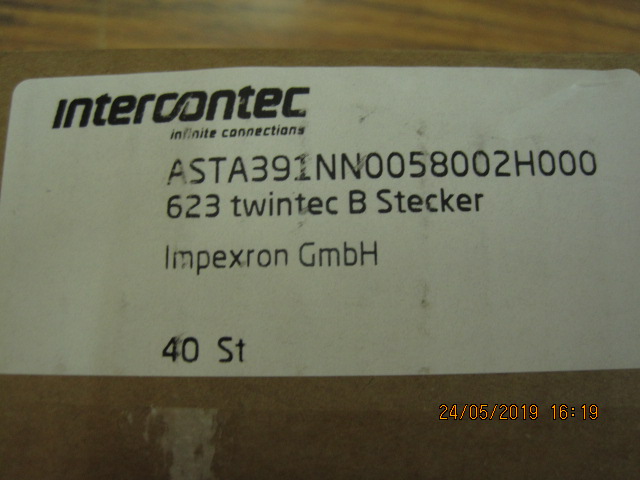 intercontec
infinite connections
ASTA391NN0058002H000
623 twintec B Stecker
Impexron GmbH
40 St
24/05/2019 16:19